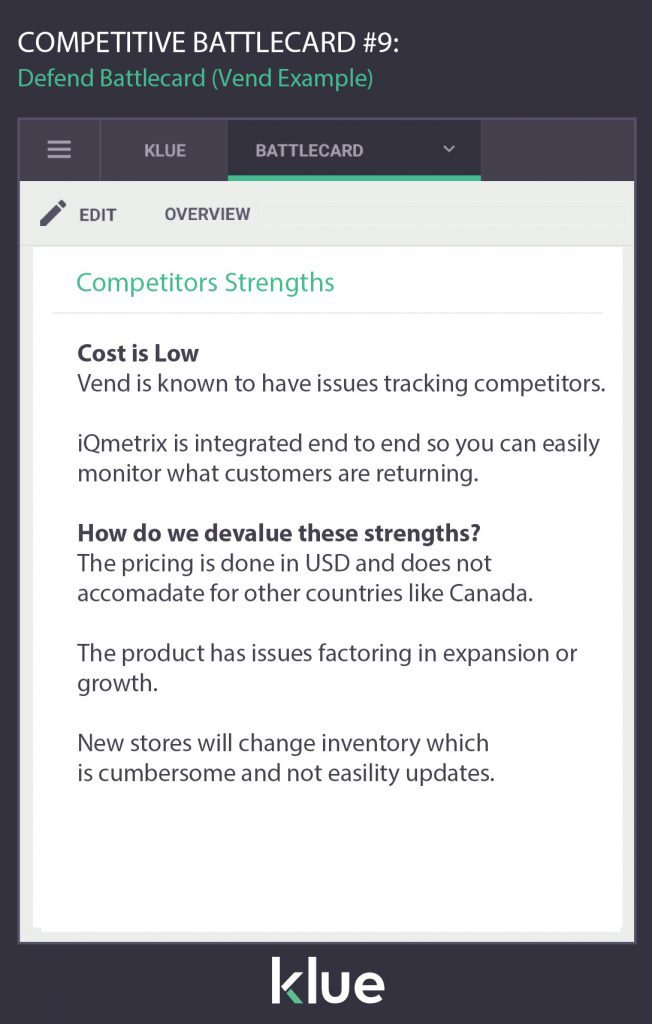 COMPETITIVE BATTLECARD #9:
Defend Battlecard (Vend Example)
KLUE
BATTLECARD
EDIT
OVERVIEW
Competitors Strengths
Cost is Low
Vend is known to have issues tracking competitors.
iQmetrix is integrated end to end so you can easily
monitor what customers are returning.
How do we devalue these strengths?
The pricing is done in USD and does not
accomadate for other countries like Canada.
The product has issues factoring in expansion or
growth.
New stores will change inventory which
is cumbersome and not easility updates.
klue